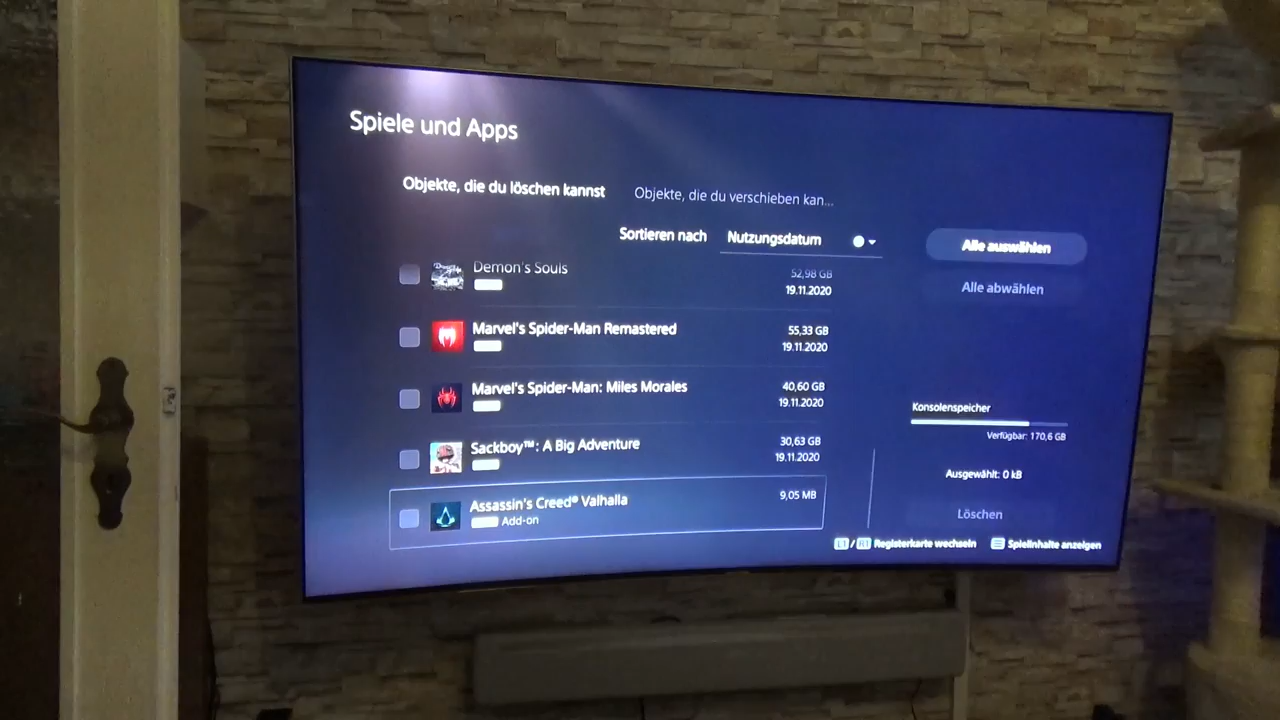 Spiele und Apps
Objekte, die du löschen kannst
Objekte, die du verschieben kan...
Sortieren nach
Nutzungsdatum
Alle auswählen
Alle abwählen
Demon's Souls
52,98 GB
19.11.2020
Marvel's Spider-Man Remastered
55,33 GB
19.11.2020
Marvel's Spider-Man: Miles Morales
40,60 GB
19.11.2020
Sackboy™: A Big Adventure
30,63 GB
19.11.2020
Assassin's Creed® Valhalla
9,05 MB
Add-on
Konsolenspeicher
Verfügbar: 170,6 GB
Ausgewählt: 0 kB
Löschen
L1 / R1 Registerkarte wechseln
Spielinhalte anzeigen